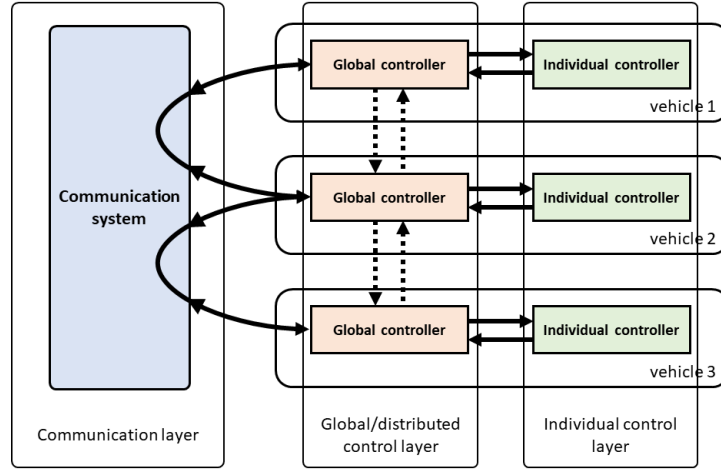 Global controller
Individual controller
vehicle 1
Communication
system
Global controller
Individual controller
vehicle 2
Global controller
Individual controller
vehicle 3
Communication layer
Global/distributed
control layer
Individual control
layer